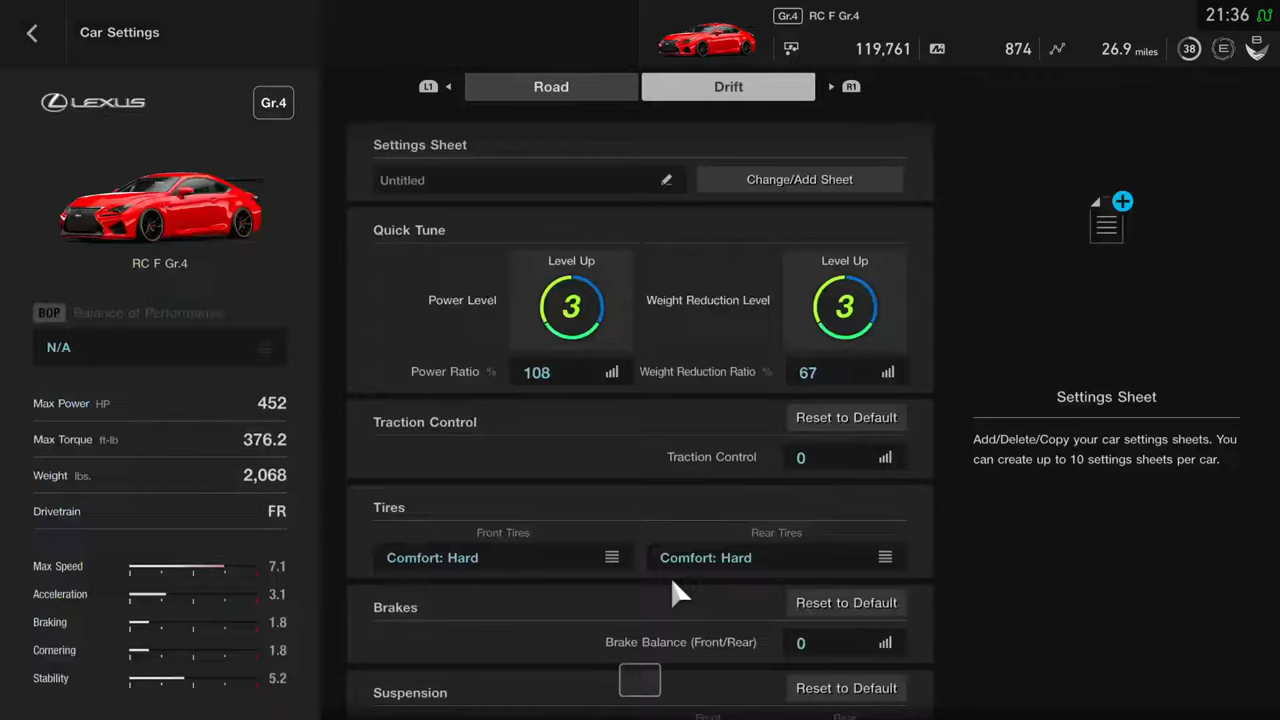 Car Settings
Gr.4 RC F Gr.4
21:36
119,761
874
26.9 miles
38
E
B
LEXUS
Gr.4
L1
Road
Drift
R1
Settings Sheet
Untitled
Change/Add Sheet
Quick Tune
Level Up
Level Up
Power Level
3
Weight Reduction Level
3
Power Ratio %
108
Weight Reduction Ratio %
67
Traction Control
Reset to Default
Traction Control
0
Tires
Front Tires
Rear Tires
Comfort: Hard
Comfort: Hard
Brakes
Reset to Default
Brake Balance (Front/Rear)
0
Suspension
Reset to Default
Front
Rear
RC F Gr.4
BOP Balance of Performance
N/A
Max Power HP 452
Max Torque ft-lb 376.2
Weight lbs. 2,068
Drivetrain FR
Max Speed 7.1
Acceleration 3.1
Braking 1.8
Cornering 1.8
Stability 5.2
Settings Sheet
Add/Delete/Copy your car settings sheets. You
can create up to 10 settings sheets per car.